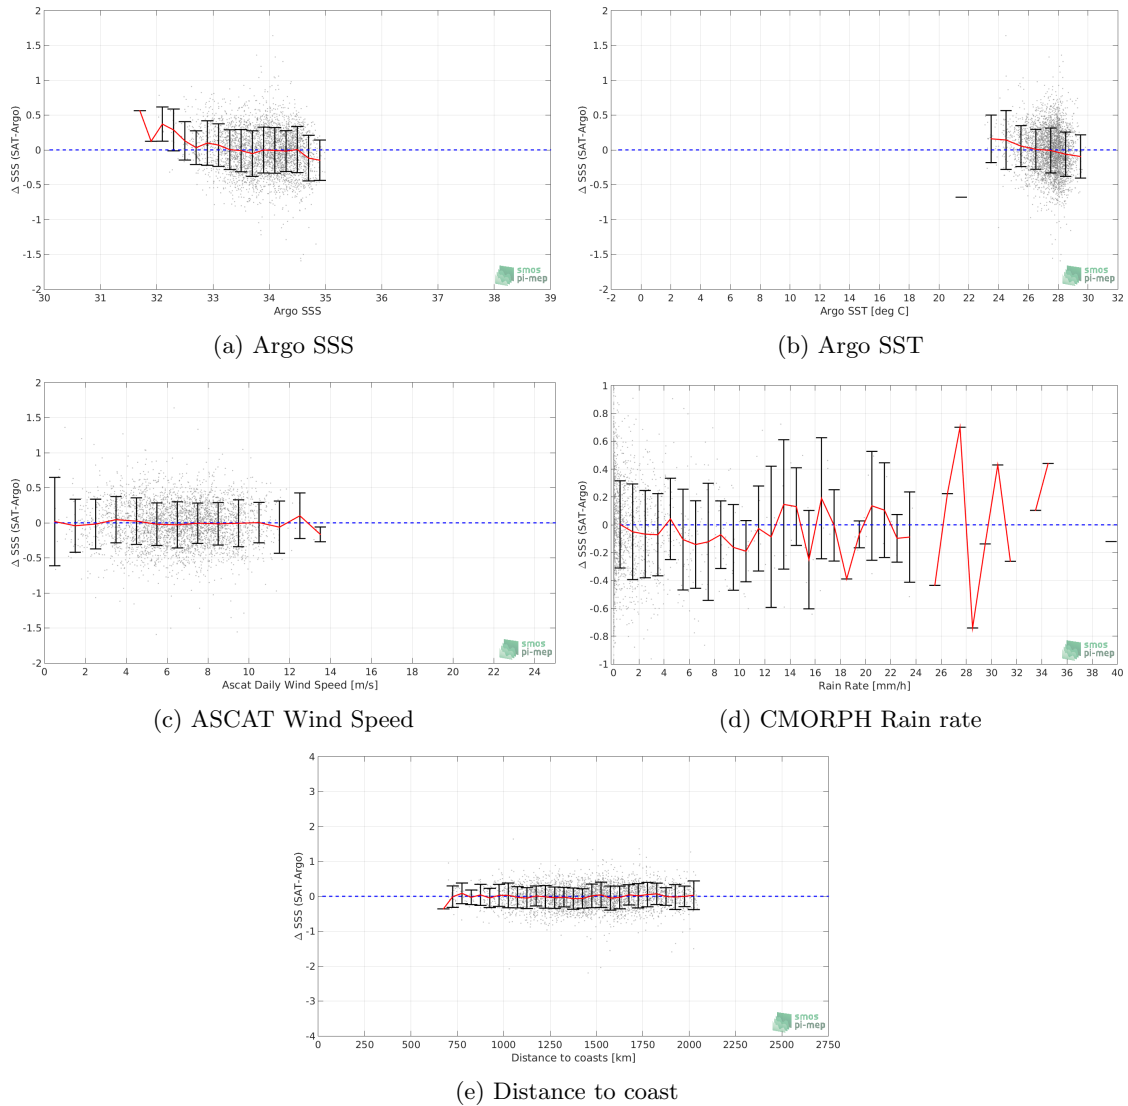 2
1.5
1
0.5
0
-0.5
-1
-1.5
-2
Δ SSS (SAT-Argo)
30 31 32 33 34 35 36 37 38 39
Argo SSS
smos
pi-mep
(a) Argo SSS
2
1.5
1
0.5
0
-0.5
-1
-1.5
-2
Δ SSS (SAT-Argo)
-2 0 2 4 6 8 10 12 14 16 18 20 22 24 26 28 30 32
Argo SST [deg C]
smos
pi-mep
(b) Argo SST
2
1.5
1
0.5
0
-0.5
-1
-1.5
-2
Δ SSS (SAT-Argo)
0 2 4 6 8 10 12 14 16 18 20 22 24
Ascat Daily Wind Speed [m/s]
smos
pi-mep
(c) ASCAT Wind Speed
1
0.8
0.6
0.4
0.2
0
-0.2
-0.4
-0.6
-0.8
-1
Δ SSS (SAT-Argo)
0 2 4 6 8 10 12 14 16 18 20 22 24 26 28 30 32 34 36 38 40
Rain Rate [mm/h]
smos
pi-mep
(d) CMORPH Rain rate
4
3
2
1
0
-1
-2
-3
-4
Δ SSS (SAT-Argo)
0 250 500 750 1000 1250 1500 1750 2000 2250 2500 2750
Distance to coasts [km]
smos
pi-mep
(e) Distance to coast